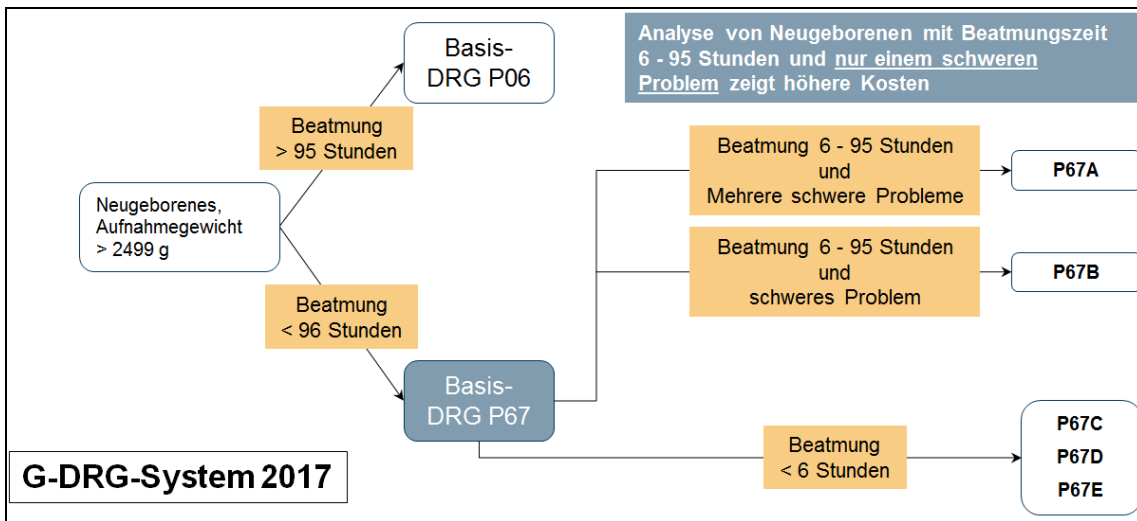 Basis-
DRG P06
Analyse von Neugeborenen mit Beatmungszeit
6 - 95 Stunden und nur einem schweren
Problem zeigt höhere Kosten
Beatmung
> 95 Stunden
Beatmung 6 - 95 Stunden
und
Mehrere schwere Probleme
P67A
Neugeborenes,
Aufnahmegewicht
> 2499 g
Beatmung 6 - 95 Stunden
und
schweres Problem
P67B
Beatmung
< 96 Stunden
Basis-
DRG P67
Beatmung
< 6 Stunden
P67C
P67D
P67E
G-DRG-System 2017